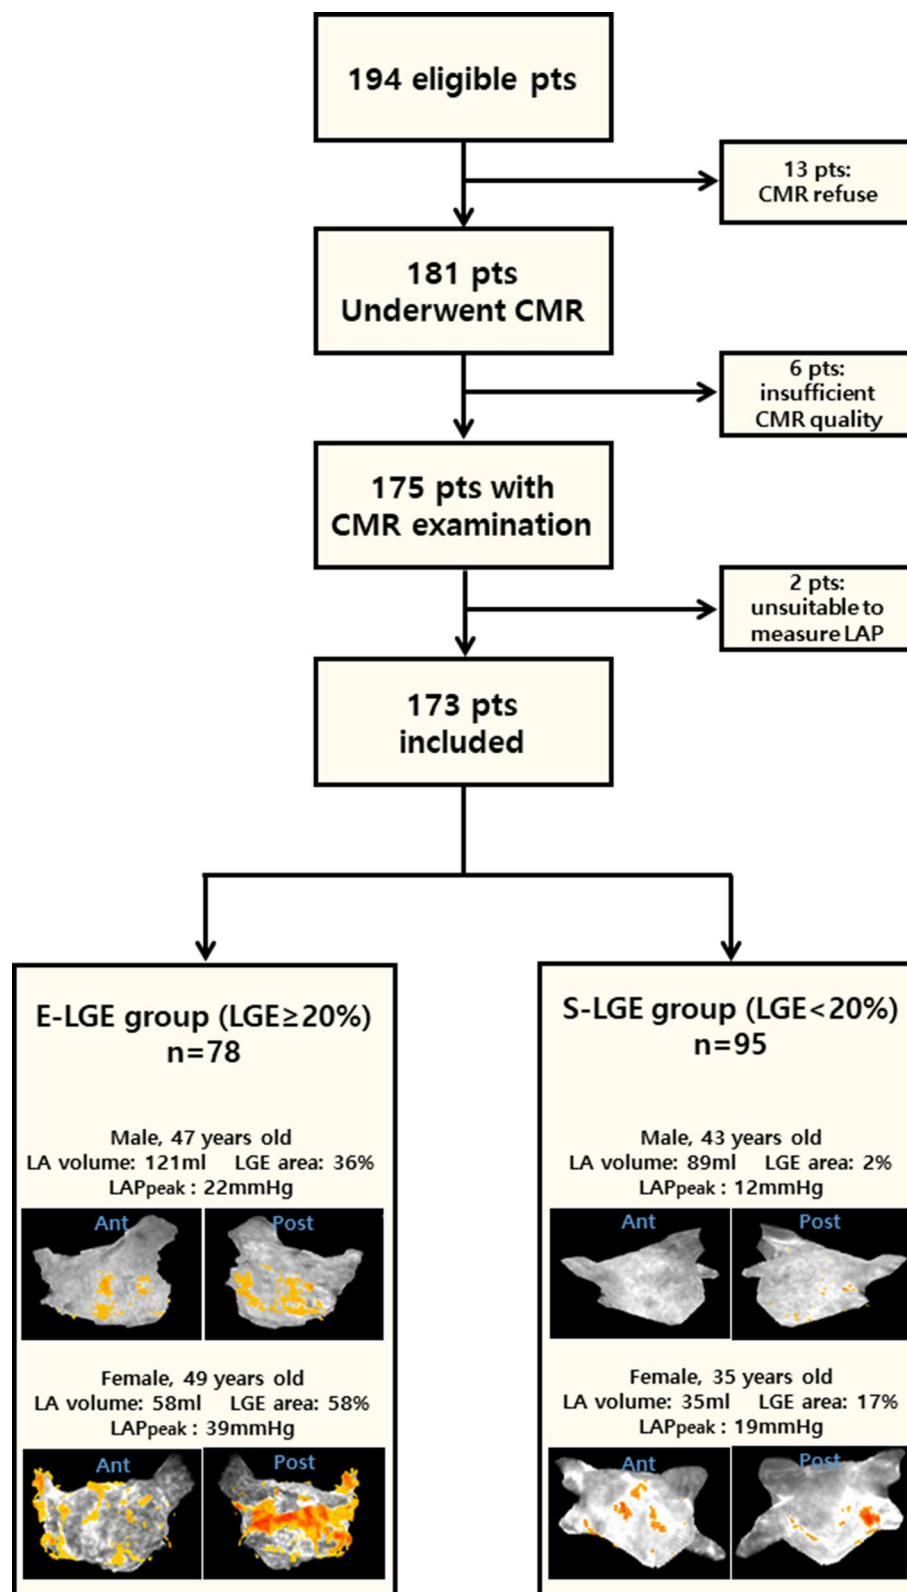 194 eligible pts
13 pts:
CMR refuse
181 pts
Underwent CMR
6 pts:
insufficient
CMR quality
175 pts with
CMR examination
2 pts:
unsuitable to
measure LAP
173 pts
included
E-LGE group (LGE≥20%)
n=78
Male, 47 years old
LA volume: 121ml LGE area: 36%
LAPpeak : 22mmHg
Ant Post
Female, 49 years old
LA volume: 58ml LGE area: 58%
LAPpeak : 39mmHg
Ant Post
S-LGE group (LGE<20%)
n=95
Male, 43 years old
LA volume: 89ml LGE area: 2%
LAPpeak : 12mmHg
Ant Post
Female, 35 years old
LA volume: 35ml LGE area: 17%
LAPpeak : 19mmHg
Ant Post